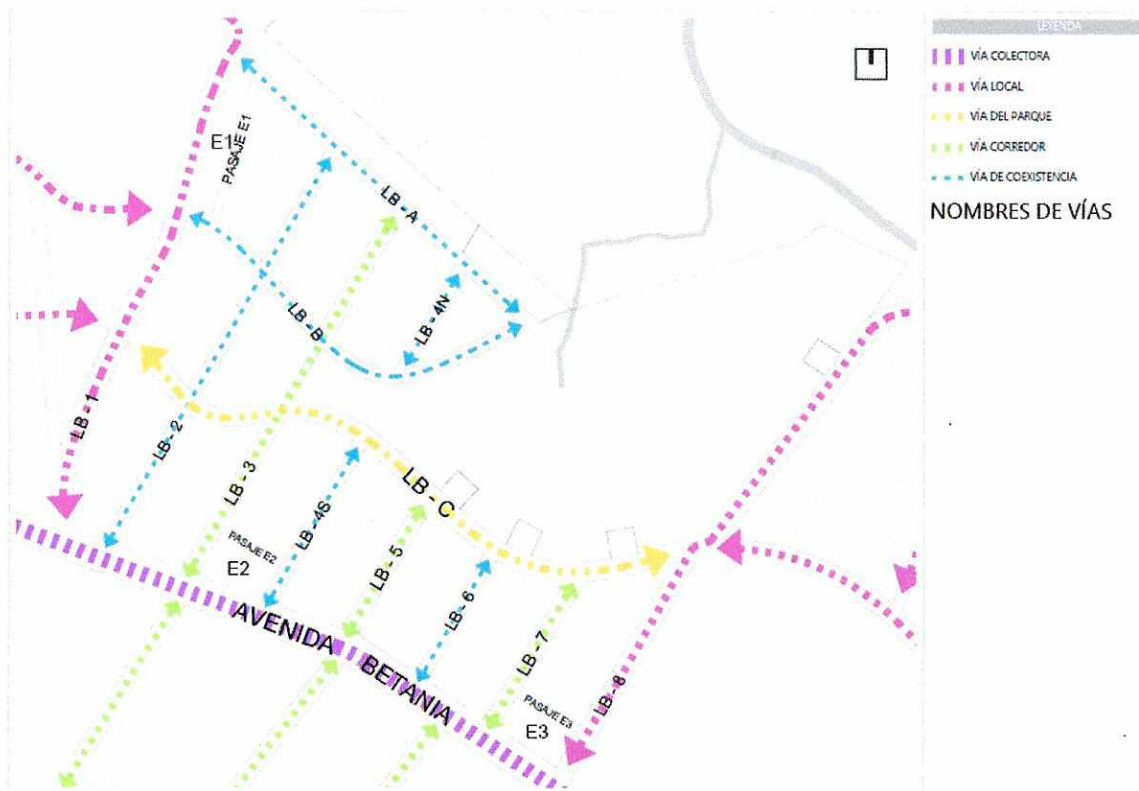 LEYENDA
VÍA COLECTORA
VÍA LOCAL
VÍA DEL PARQUE
VÍA CORREDOR
VÍA DE COEXISTENCIA
NOMBRES DE VÍAS
E1
PASAJE E1
LB - A
LB - 4N
LB - B
LB - 1
LB - 2
LB - 3
LB - C
LB - 4S
PASAJE E2
E2
LB - 5
LB - 6
LB - 7
AVENIDA BETANIA
PASAJE E3
E3
LB - 8